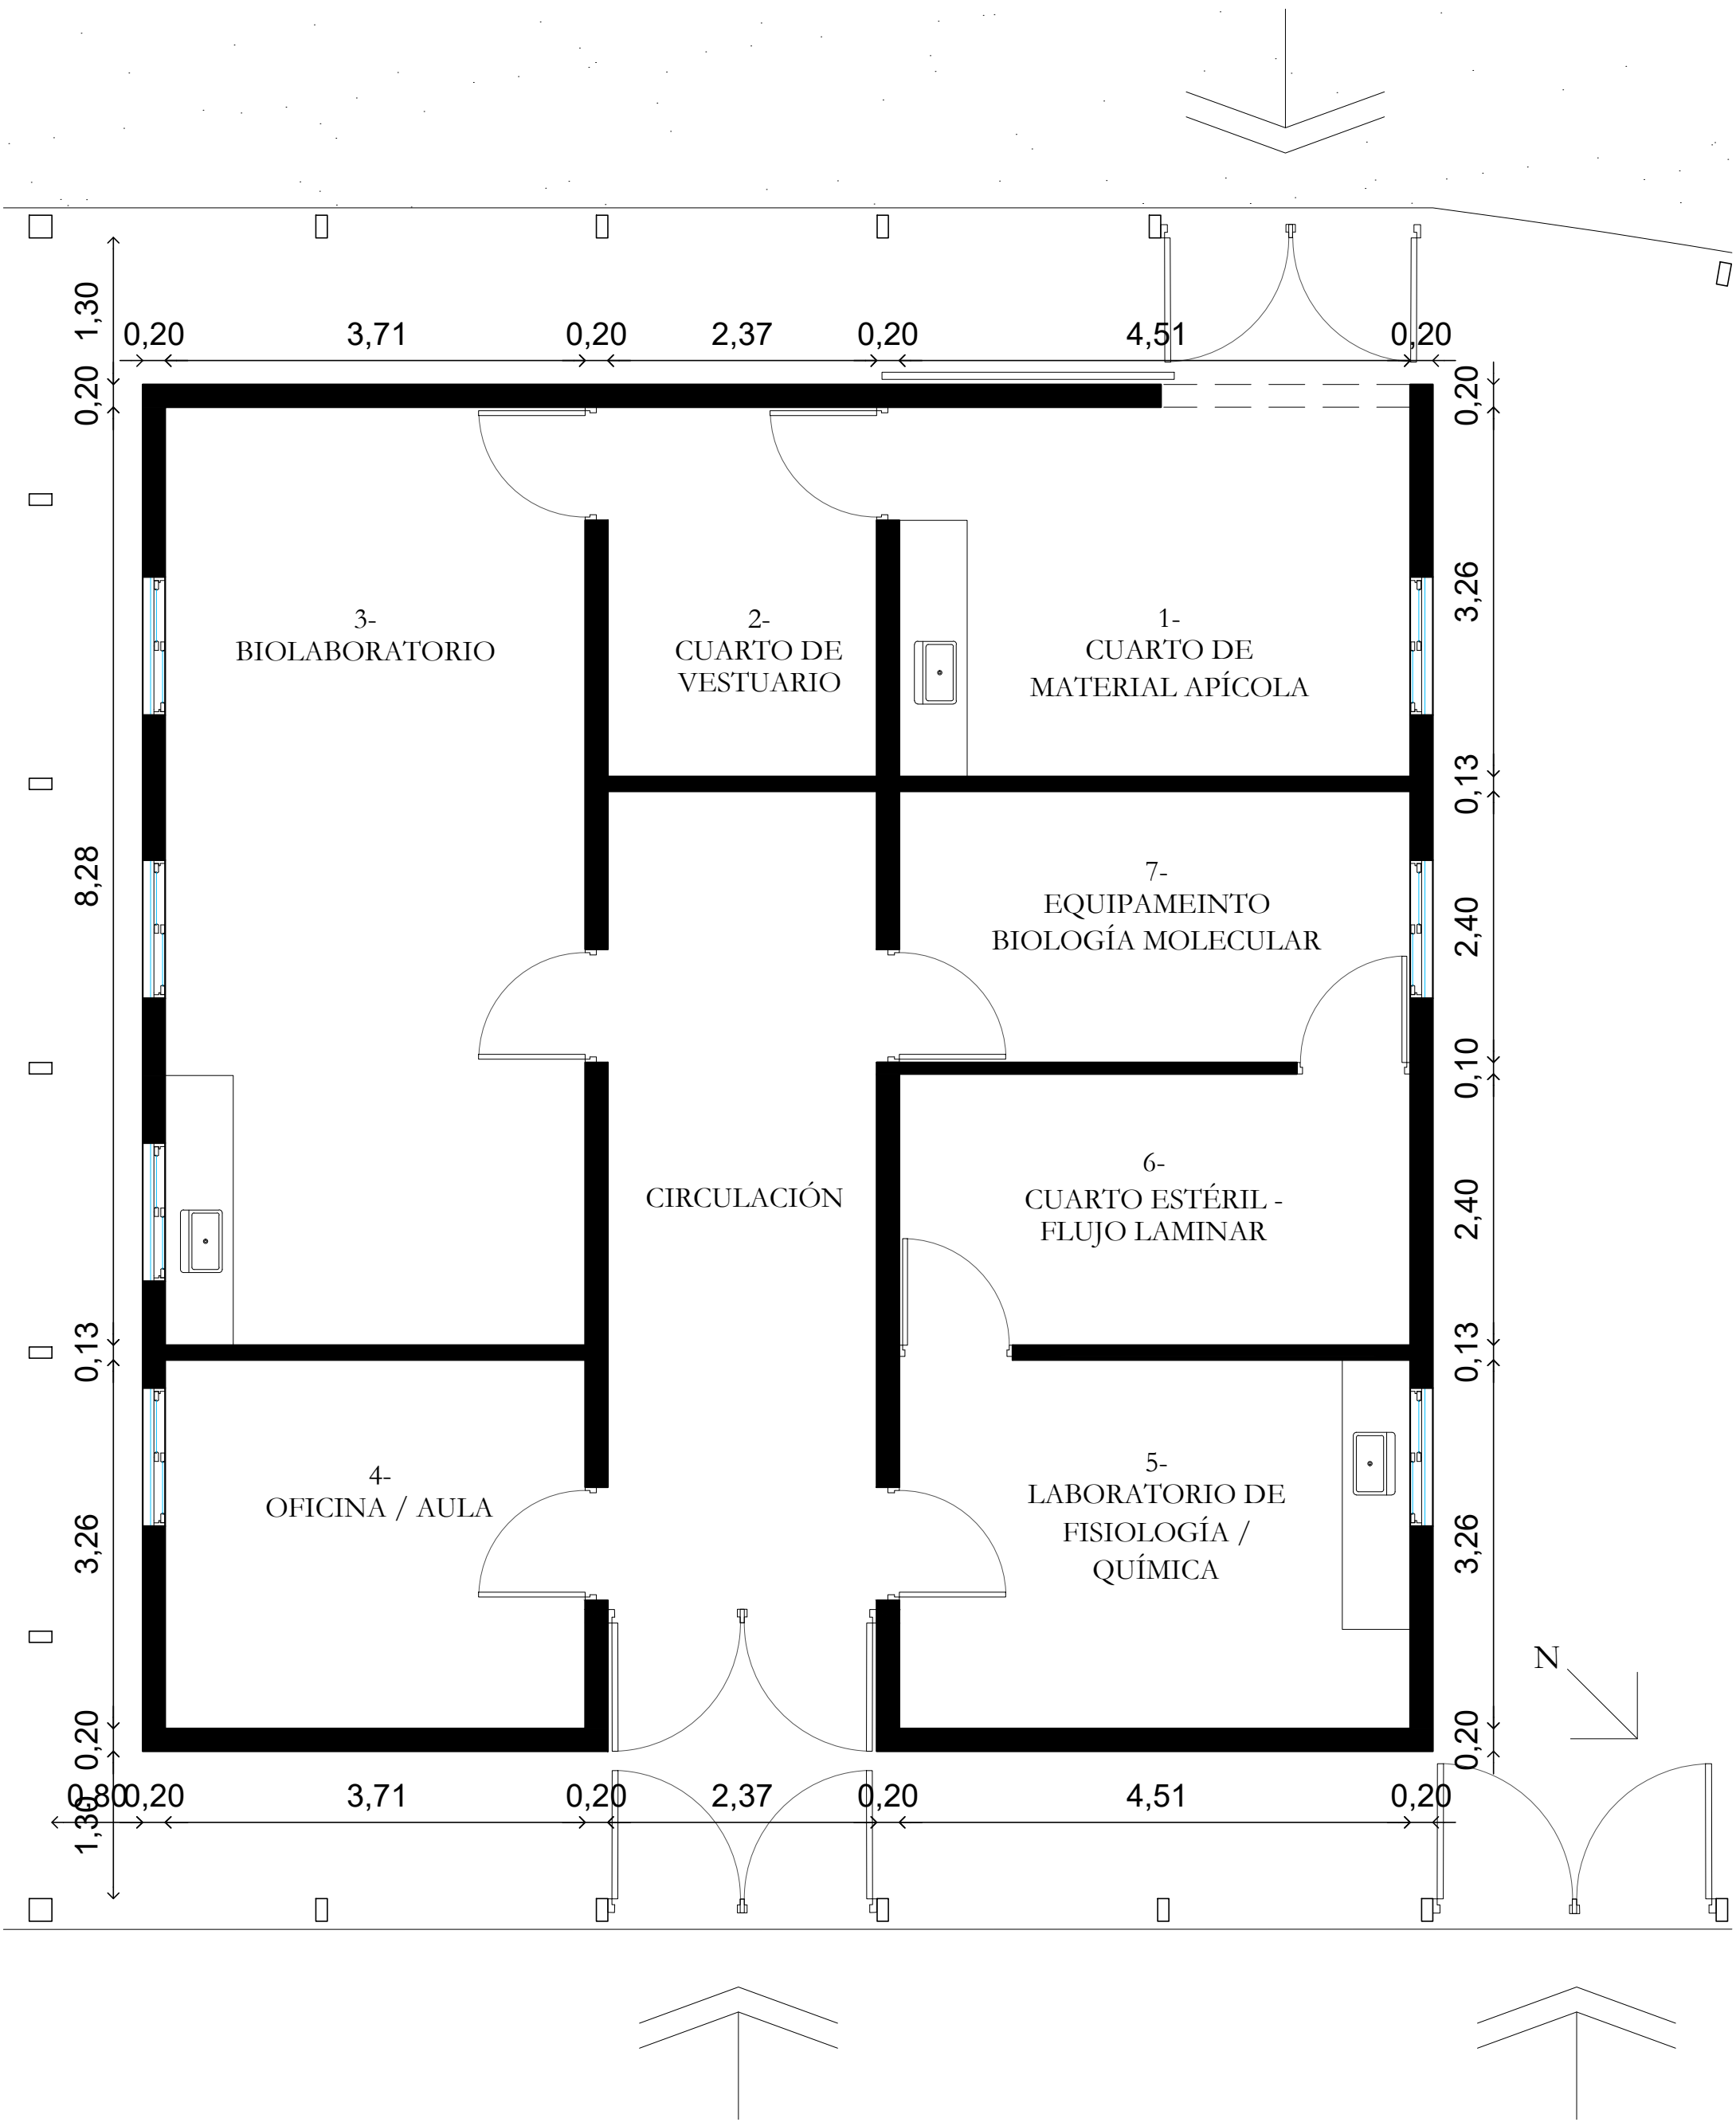 1,30
0,20
3,71
0,20
2,37
0,20
4,51
0,20
0,20
0,20
3-
BIOLABORATORIO
2-
CUARTO DE
VESTUARIO
1-
CUARTO DE
MATERIAL APÍCOLA
3,26
0,13
8,28
7-
EQUIPAMEINTO
BIOLOGÍA MOLECULAR
2,40
0,10
CIRCULACIÓN
6-
CUARTO ESTÉRIL -
FLUJO LAMINAR
2,40
0,13
0,13
4-
OFICINA / AULA
5-
LABORATORIO DE
FISIOLOGÍA /
QUÍMICA
3,26
3,26
N
0,20
0,20
0,80
0,20
3,71
0,20
2,37
0,20
4,51
0,20
1,30